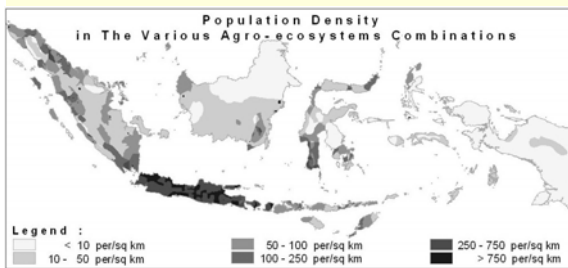 Population Density
in The Various Agro-ecosystems Combinations
Legend :
< 10 per/sq km
10 - 50 per/sq km
50 - 100 per/sq km
100 - 250 per/sq km
250 - 750 per/sq km
> 750 per/sq km